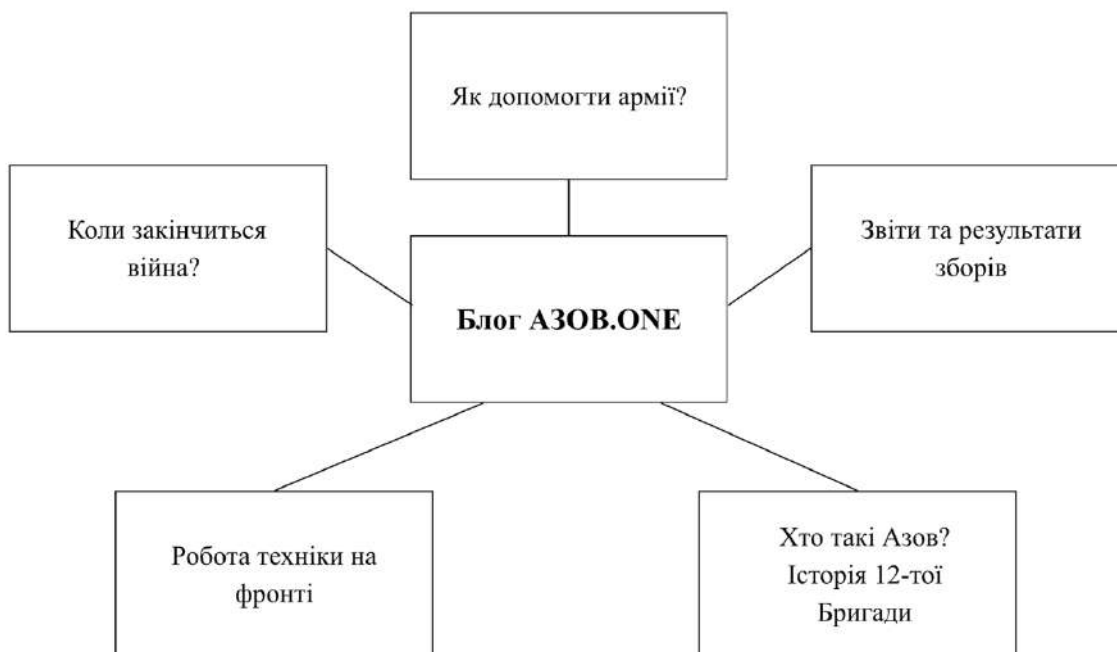 Як допомогти армії?
Коли закінчиться
війна?
Звіти та результати
зборів
Блог АЗОВ.ONE
Робота техніки на
фронті
Хто такі Азов?
Історія 12-тої
Бригади